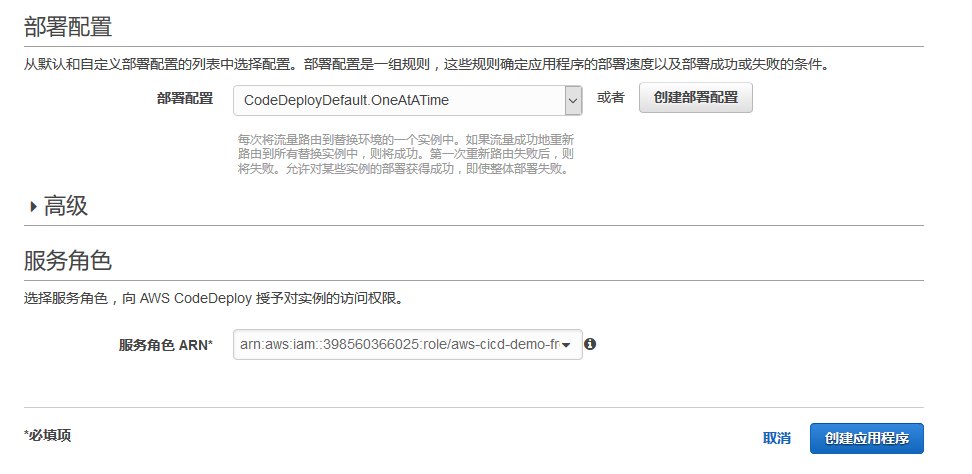 部署配置
从默认和自定义部署配置的列表中选择配置。部署配置是一组规则，这些规则确定应用程序的部署速度以及部署成功或失败的条件。
部署配置 CodeDeployDefault.OneAtATime 或者 创建部署配置
每次将流量路由到替换环境的一个实例中。如果流量成功地重新
路由到所有替换实例中，则将成功。第一次重新路由失败后，则
将失败。允许对某些实例的部署获得成功，即使整体部署失败。
高级
服务角色
选择服务角色，向 AWS CodeDeploy 授予对实例的访问权限。
服务角色 ARN* arn:aws:iam::398560366025:role/aws-cicd-demo-fr
*必填项 取消 创建应用程序